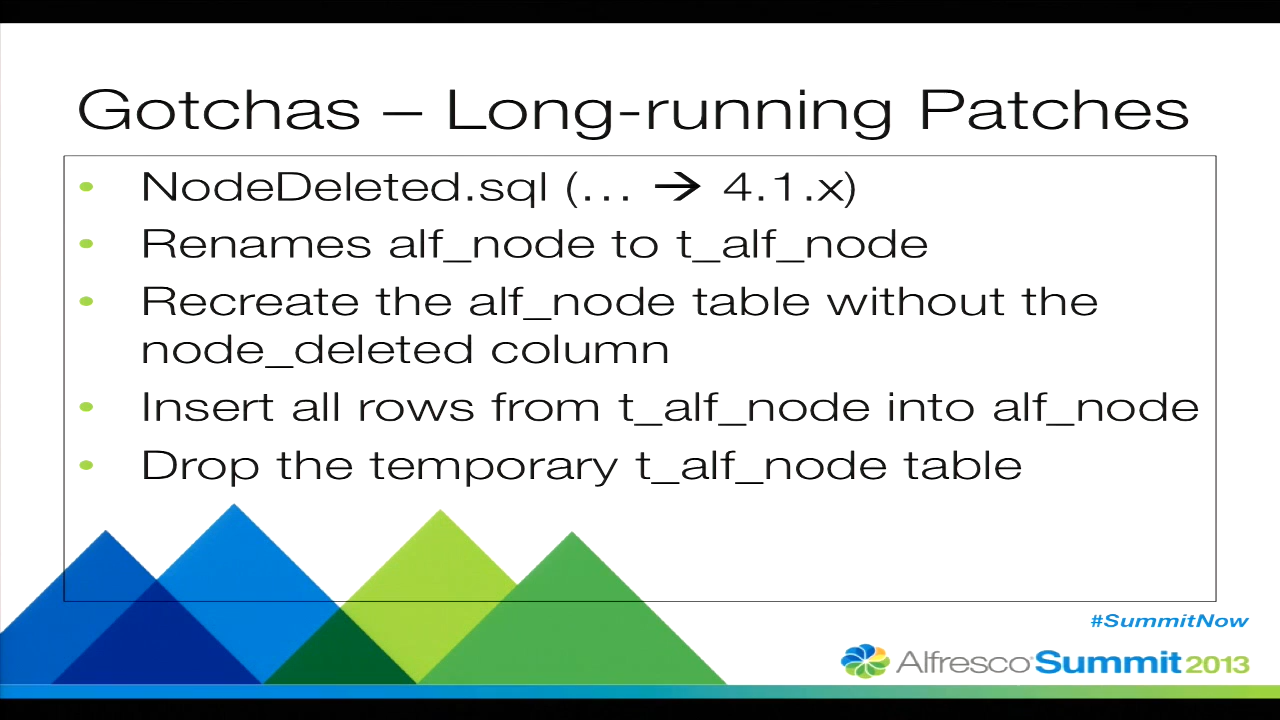 Gotchas – Long-running Patches
• NodeDeleted.sql (… → 4.1.x)
• Renames alf_node to t_alf_node
• Recreate the alf_node table without the
node_deleted column
• Insert all rows from t_alf_node into alf_node
• Drop the temporary t_alf_node table
#SummitNow
Alfresco Summit 2013